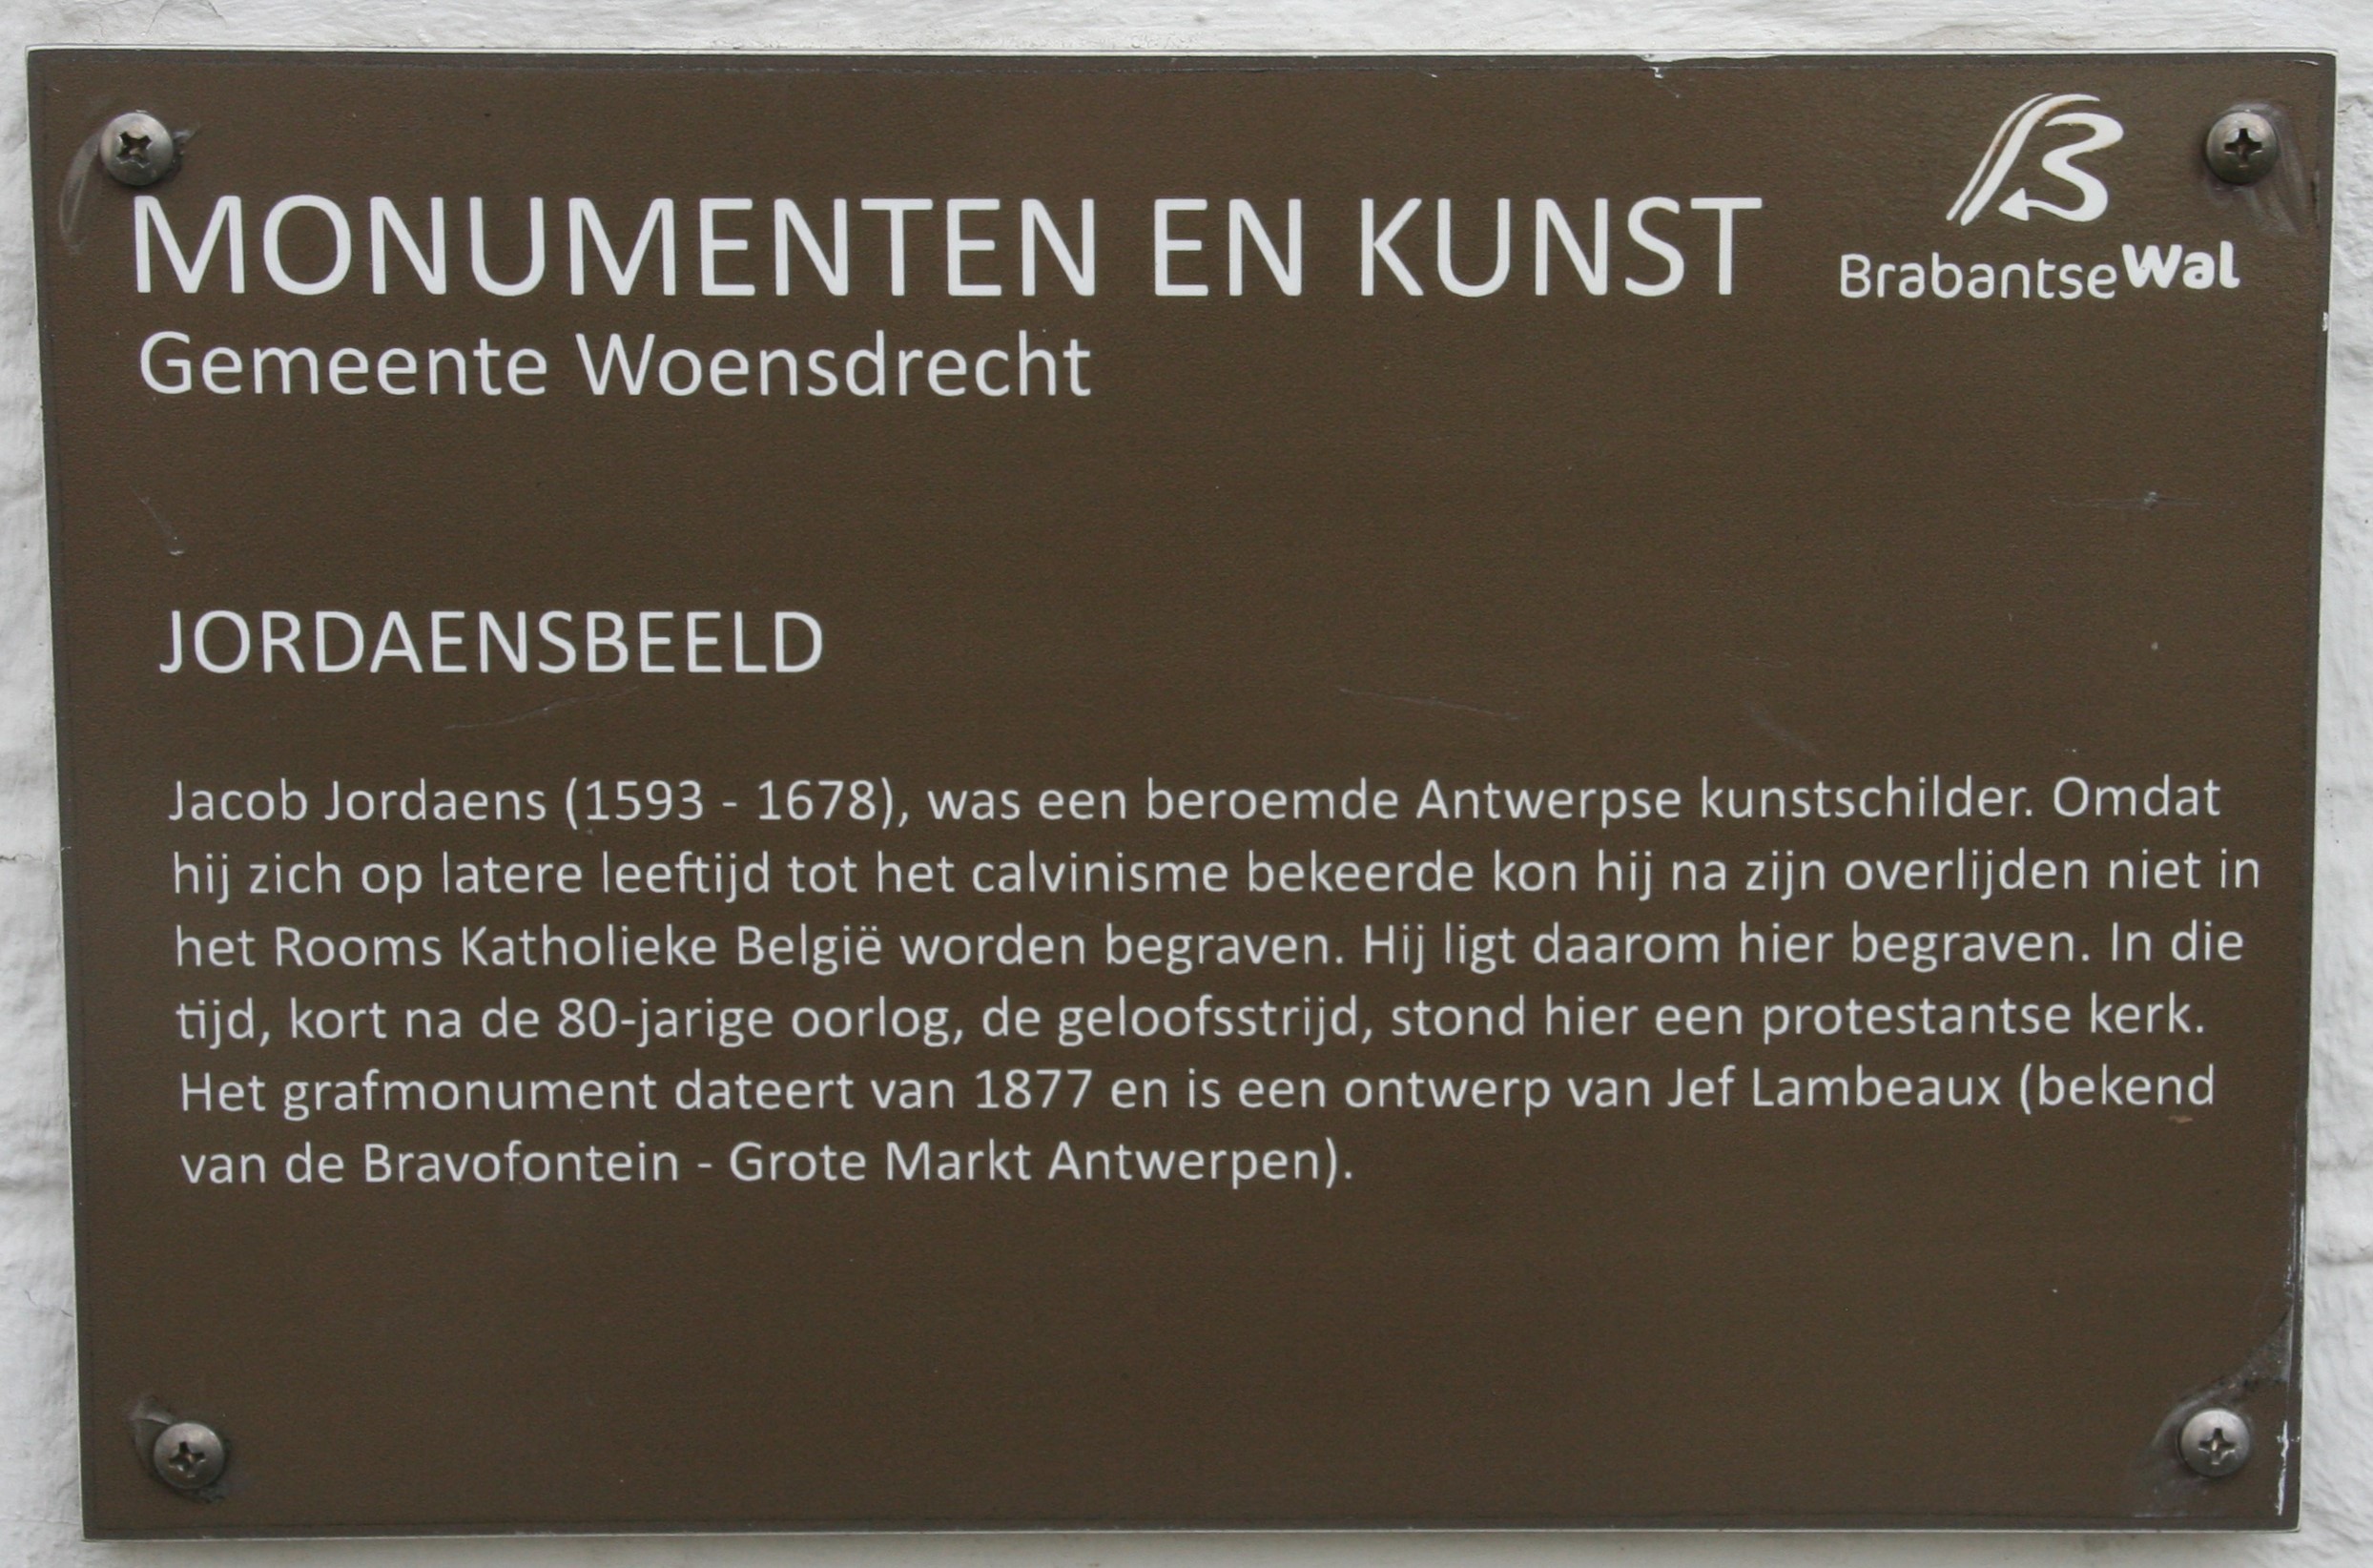 MONUMENTEN EN KUNST
BrabantseWal
Gemeente Woensdrecht
JORDAENSBEELD
Jacob Jordaens (1593 - 1678), was een beroemde Antwerpse kunstschilder. Omdat
hij zich op latere leeftijd tot het calvinisme bekeerde kon hij na zijn overlijden niet in
het Rooms Katholieke België worden begraven. Hij ligt daarom hier begraven. In die
tijd, kort na de 80-jarige oorlog, de geloofsstrijd, stond hier een protestantse kerk.
Het grafmonument dateert van 1877 en is een ontwerp van Jef Lambeaux (bekend
van de Bravofontein - Grote Markt Antwerpen).